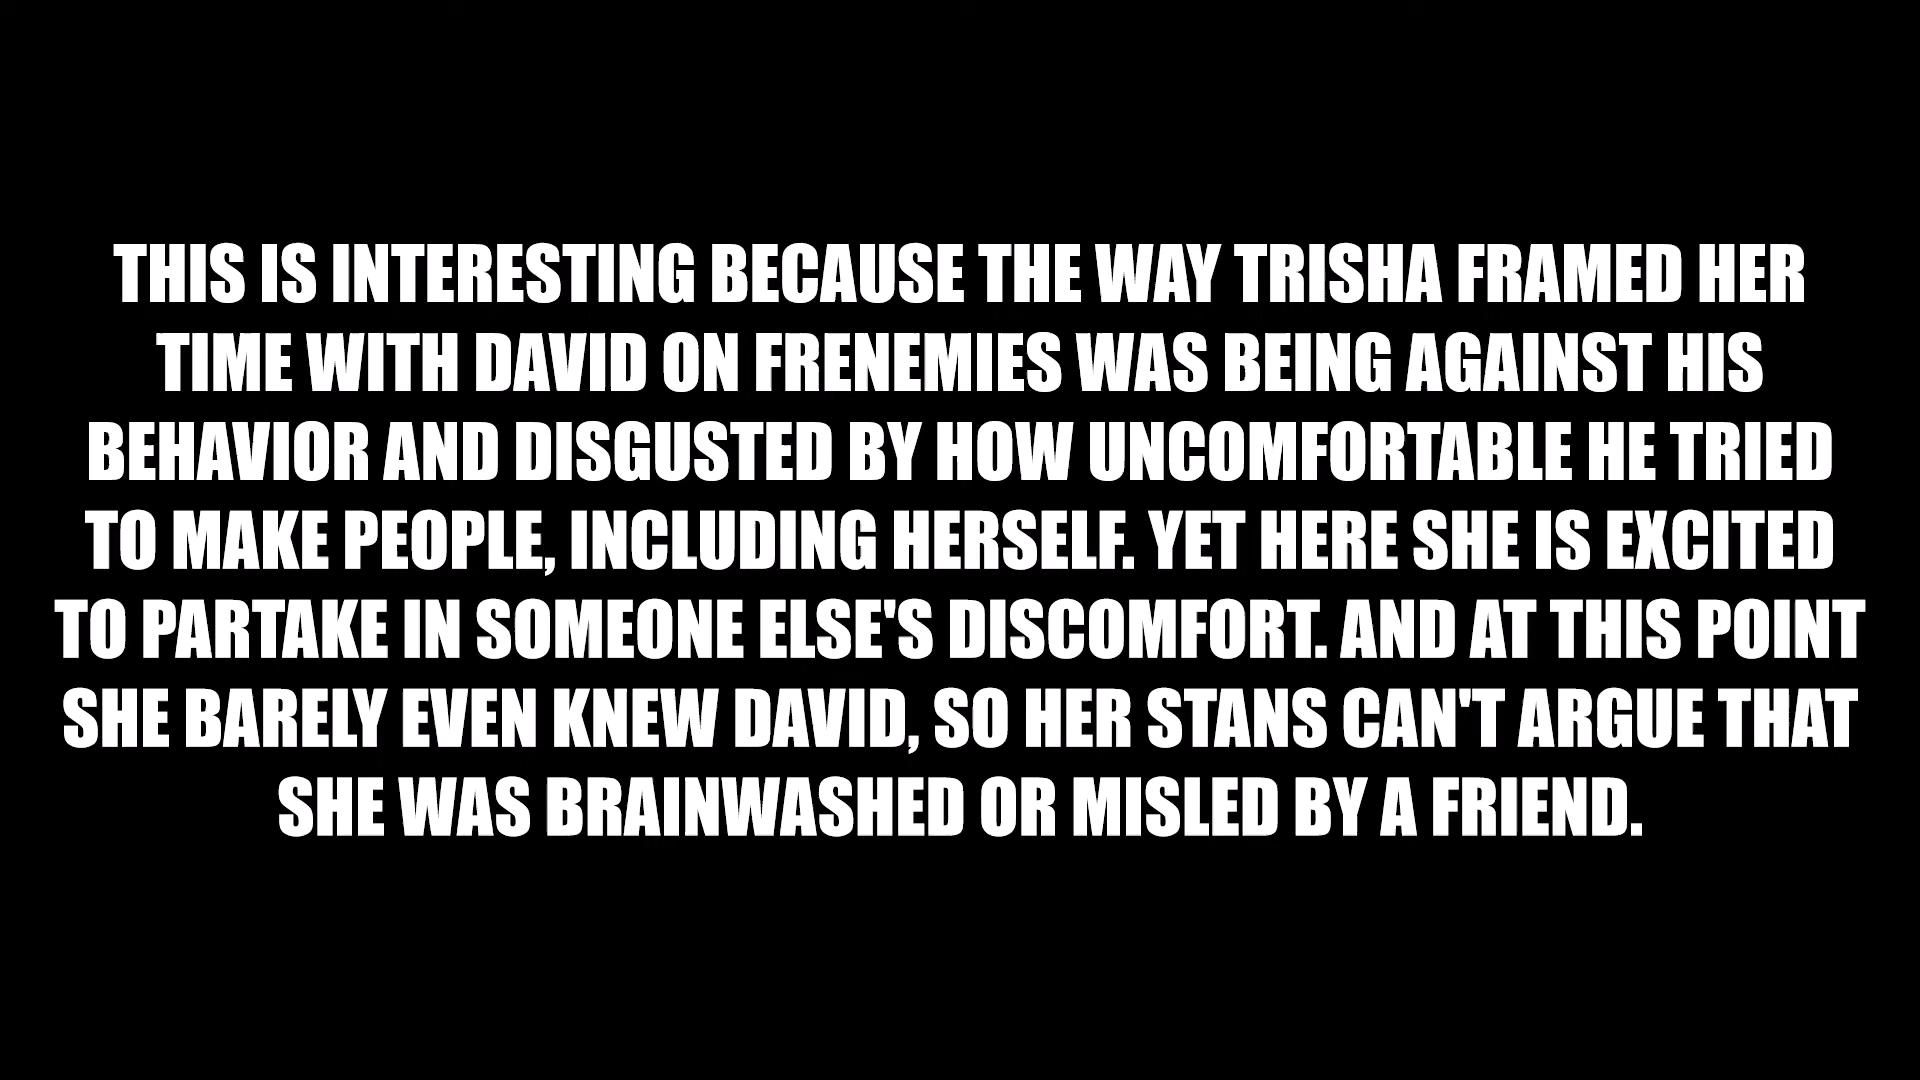 THIS IS INTERESTING BECAUSE THE WAY TRISHA FRAMED HER
TIME WITH DAVID ON FRENEMIES WAS BEING AGAINST HIS
BEHAVIOR AND DISGUSTED BY HOW UNCOMFORTABLE HE TRIED
TO MAKE PEOPLE, INCLUDING HERSELF. YET HERE SHE IS EXCITED
TO PARTAKE IN SOMEONE ELSE'S DISCOMFORT. AND AT THIS POINT
SHE BARELY EVEN KNEW DAVID, SO HER STANS CAN'T ARGUE THAT
SHE WAS BRAINWASHED OR MISLED BY A FRIEND.